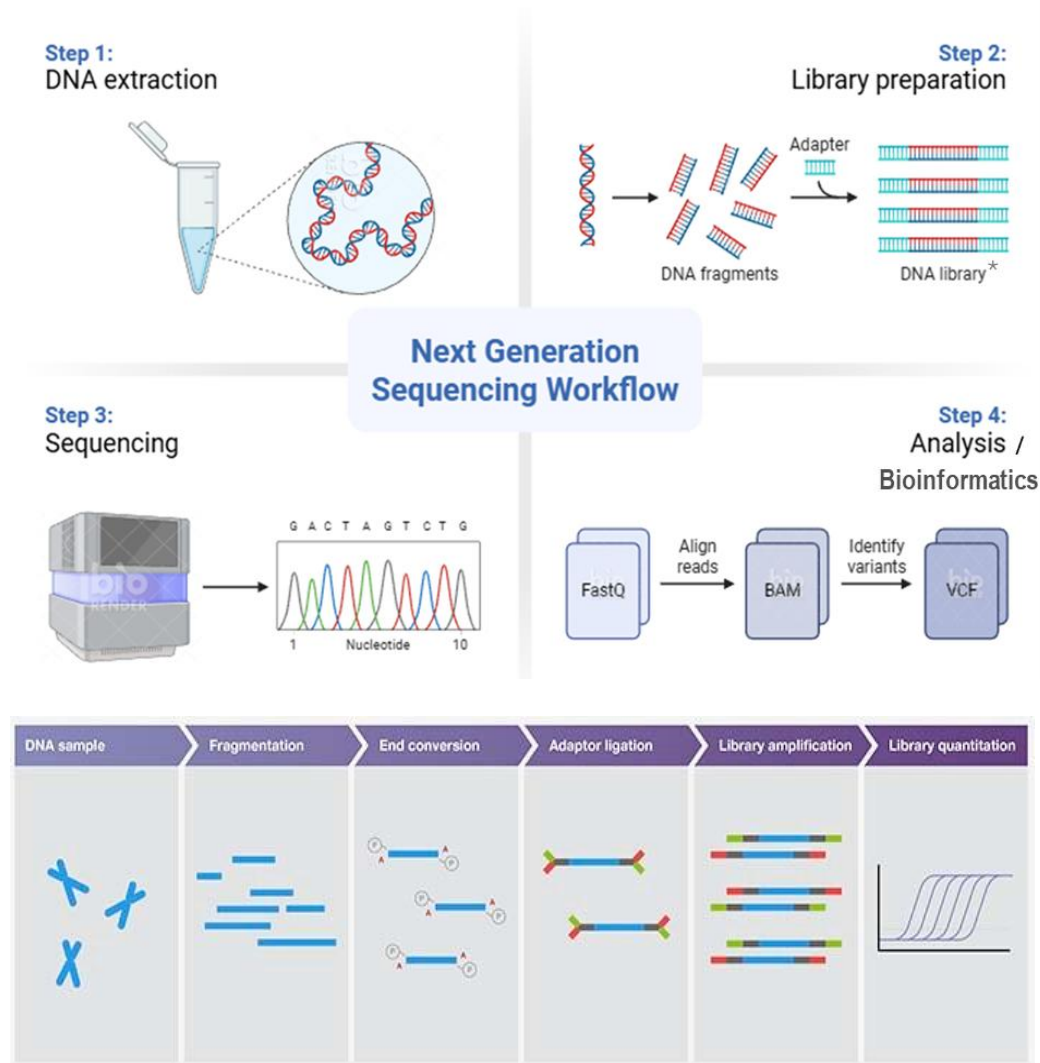 Step 1:
DNA extraction
Step 2:
Library preparation
Adapter
DNA fragments
DNA library*
Next Generation
Sequencing Workflow
Step 3:
Sequencing
G A C T A G T C T G
1 Nucleotide 10
bio
RENDER
Step 4:
Analysis /
Bioinformatics
FastQ
Align
reads
BAM
Identify
variants
VCF
DNA sample
Fragmentation
End conversion
Adaptor ligation
Library amplification
Library quantitation
P
A
A
P
P
A
A
P
P
A
A
P